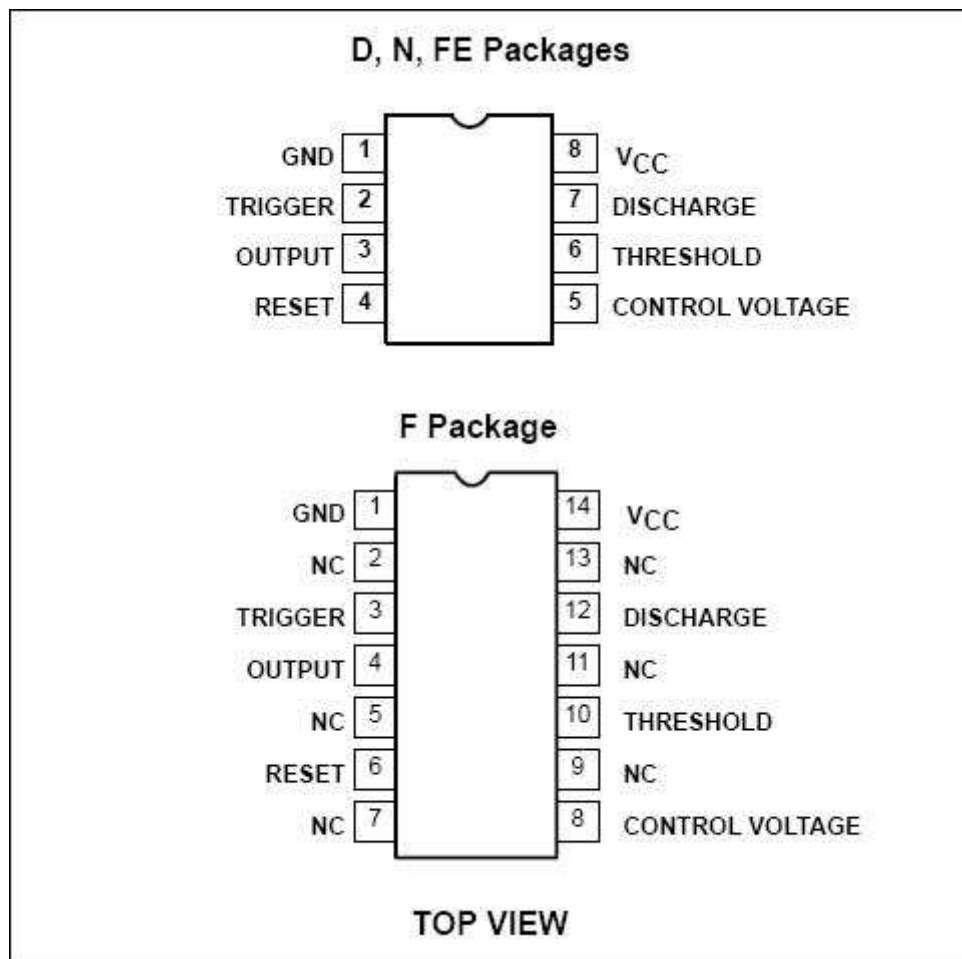 D, N, FE Packages
GND 1 8 VCC
TRIGGER 2 7 DISCHARGE
OUTPUT 3 6 THRESHOLD
RESET 4 5 CONTROL VOLTAGE
F Package
GND 1 14 VCC
NC 2 13 NC
TRIGGER 3 12 DISCHARGE
OUTPUT 4 11 NC
NC 5 10 THRESHOLD
RESET 6 9 NC
NC 7 8 CONTROL VOLTAGE
TOP VIEW